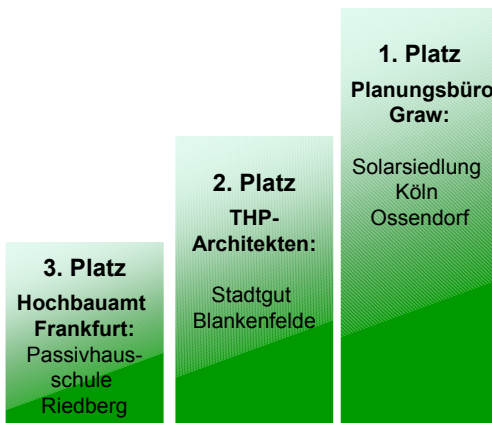 1. Platz
Planungsbüro
Graw:
Solarsiedlung
Köln
Ossendorf
2. Platz
THP-
Architekten:
Stadtgut
Blankenfelde
3. Platz
Hochbauamt
Frankfurt:
Passivhaus-
schule
Riedberg